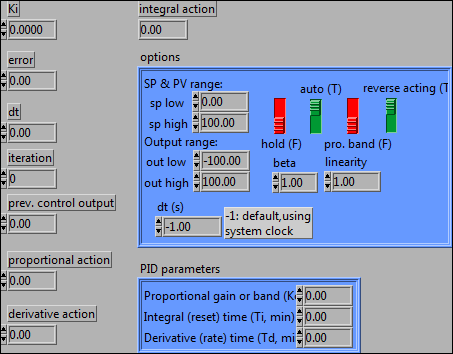 Ki
0.0000
integral action
0.00
error
0.00
options
SP & PV range:
sp low 0.00
sp high 100.00
auto (T)
reverse acting (T
Output range:
out low -100.00
out high 100.00
hold (F)
pro. band (F)
beta
1.00
linearity
1.00
dt
0.00
iteration
0
prev. control output
0.00
dt (s)
-1.00
-1: default,using
system clock
proportional action
0.00
derivative action
0.00
PID parameters
Proportional gain or band (K 0.00
Integral (reset) time (Ti, min) 0.00
Derivative (rate) time (Td, mi 0.00